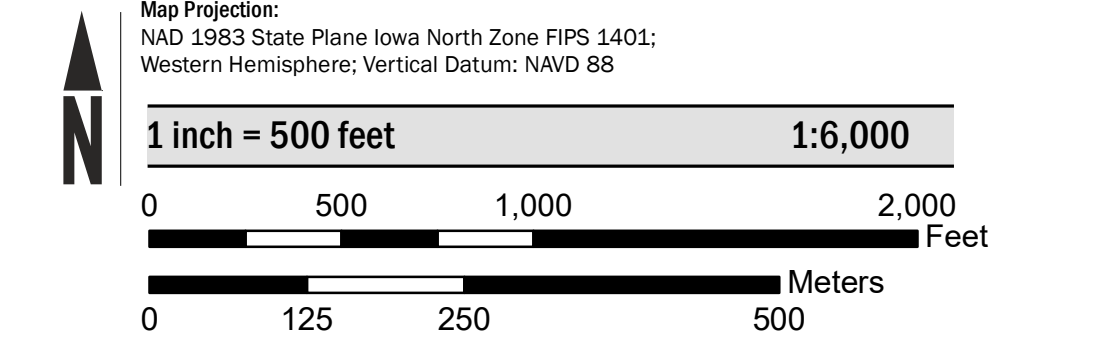 Map Projection:
NAD 1983 State Plane Iowa North Zone FIPS 1401;
Western Hemisphere; Vertical Datum: NAVD 88
N
1 inch = 500 feet 1:6,000
0 500 1,000 2,000
Feet
Meters
0 125 250 500